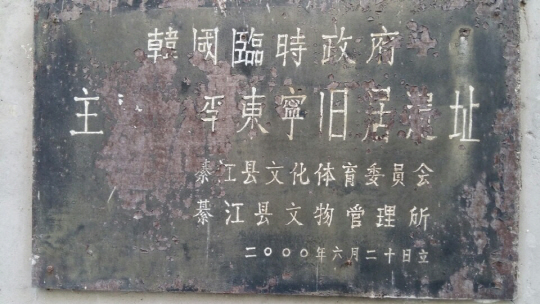 韓國臨時政府
主 李東寧旧居遗址
綦江县文化体育委員会
綦江县文物管理所
二〇〇〇年六月二十日立